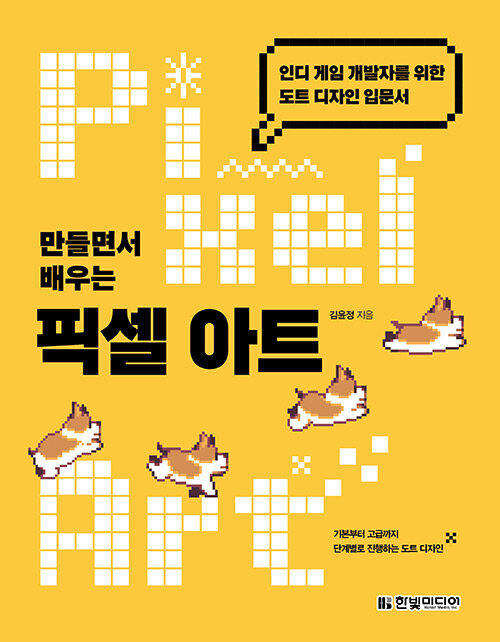 Pixel
인디 게임 개발자를 위한
도트 디자인 입문서
만들면서
배우는
픽셀 아트
김윤정 지음
Art
기본부터 고급까지
단계별로 진행하는 도트 디자인
한빛미디어
Hanbit Media, Inc.